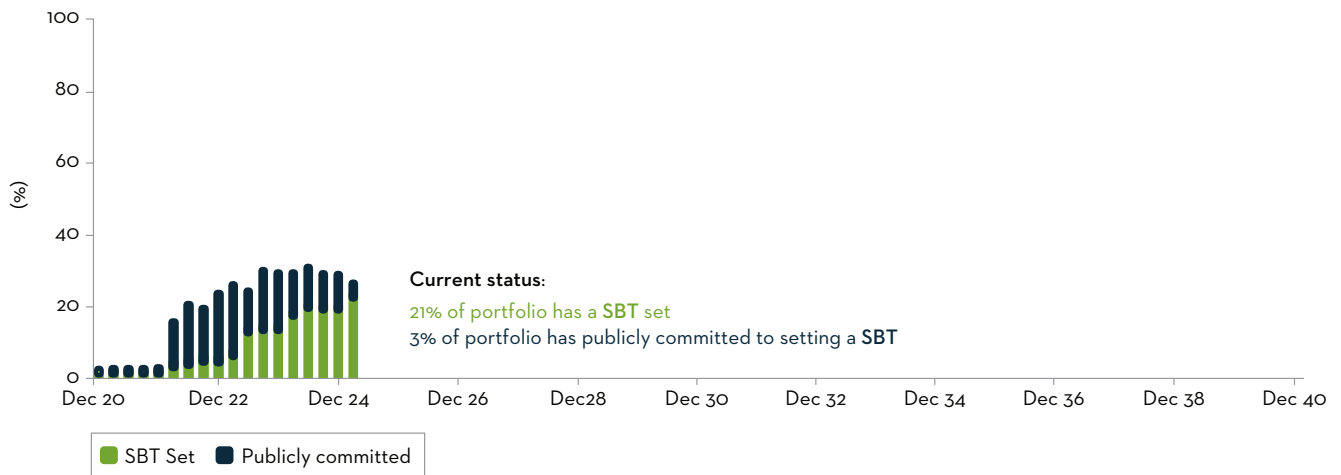 100
80
60
40
20
0
(%)
Current status:
21% of portfolio has a SBT set
3% of portfolio has publicly committed to setting a SBT
Dec 20 Dec 22 Dec 24 Dec 26 Dec28 Dec 30 Dec 32 Dec 34 Dec 36 Dec 38 Dec 40
SBT Set Publicly committed